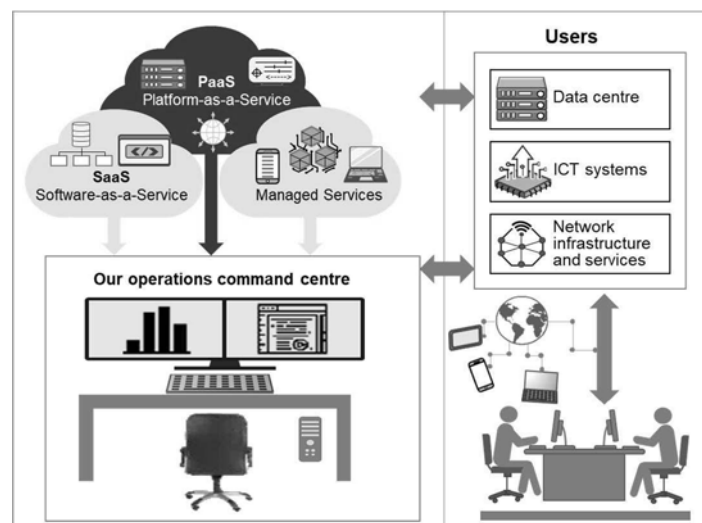 PaaS
Platform-as-a-Service
SaaS
Software-as-a-Service
Managed Services
Our operations command centre
Users
Data centre
ICT systems
Network
infrastructure
and services